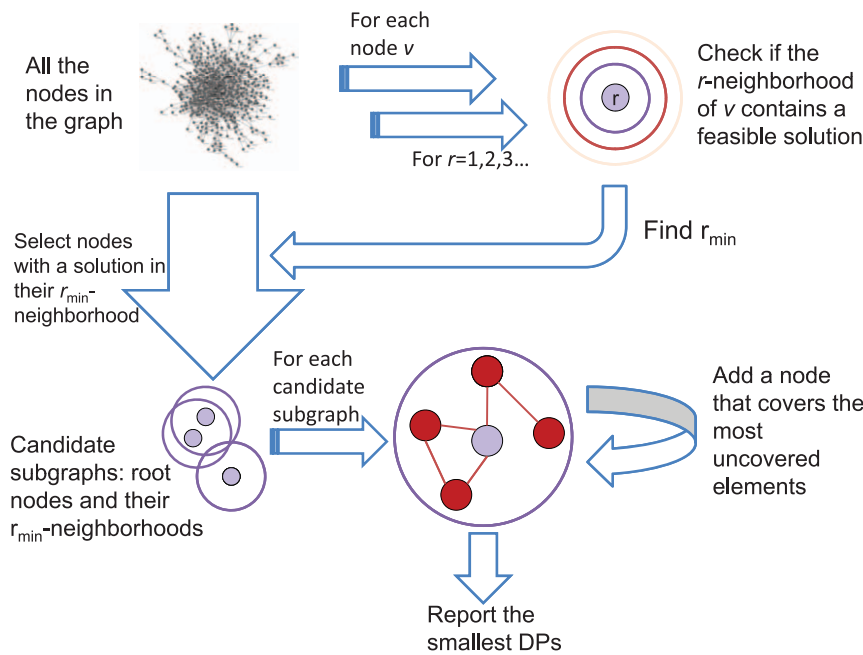 All the
nodes in
the graph
For each
node v
For r=1,2,3...
r
Check if the
r-neighborhood
of v contains a
feasible solution
Find rmin
Select nodes
with a solution in
their rmin-
neighborhood
Candidate
subgraphs: root
nodes and their
rmin-neighborhoods
For each
candidate
subgraph
Add a node
that covers the
most
uncovered
elements
Report the
smallest DPs